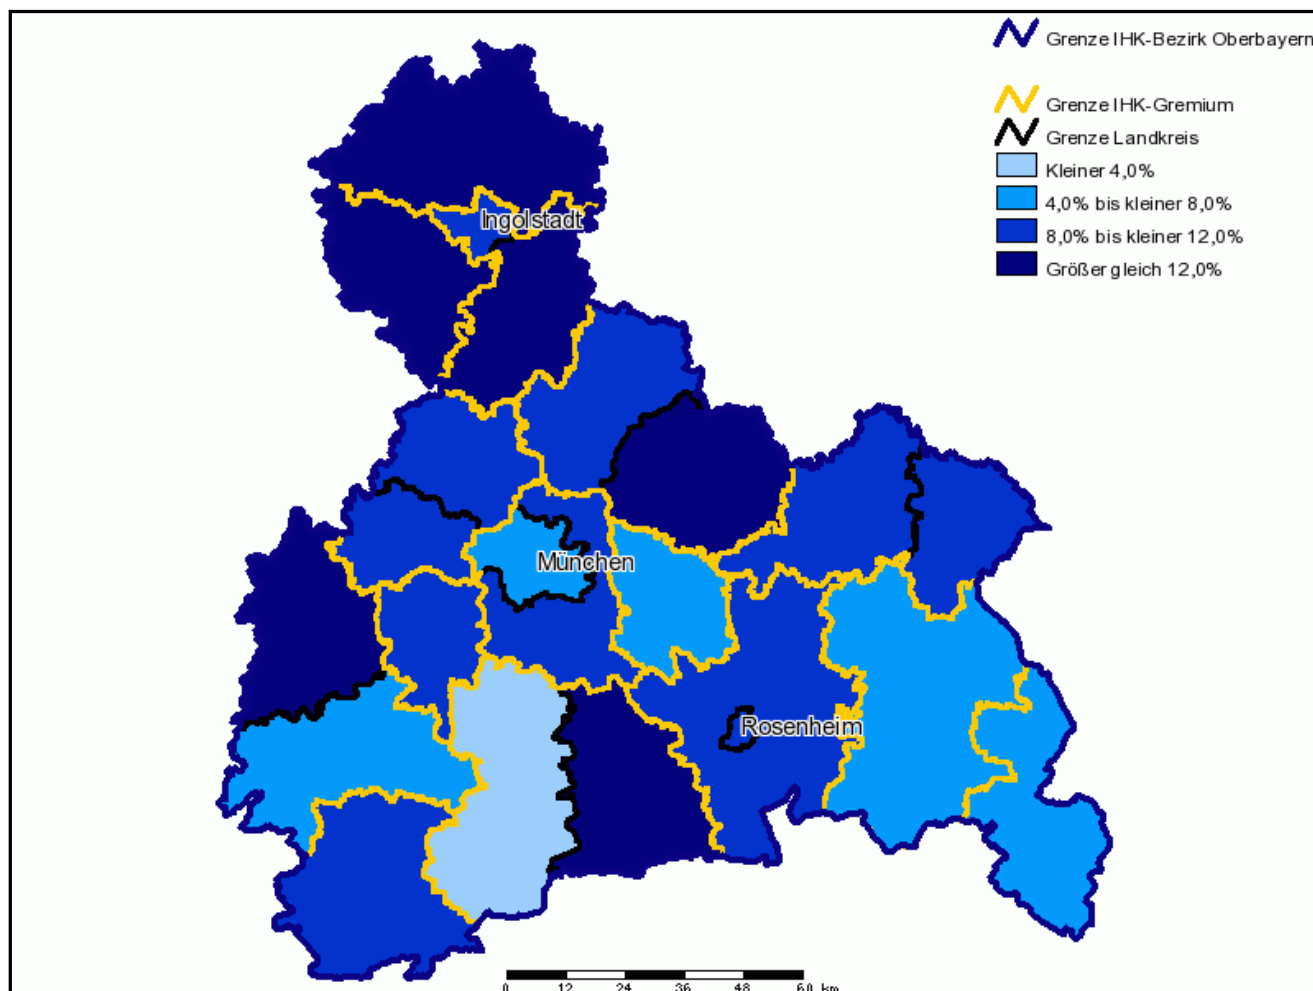 Grenze IHK-Bezirk Oberbayern
Grenze IHK-Gremium
Grenze Landkreis
Kleiner 4,0%
4,0% bis kleiner 8,0%
8,0% bis kleiner 12,0%
Größer gleich 12,0%
Ingolstadt
München
Rosenheim
0 12 24 36 48 60 km